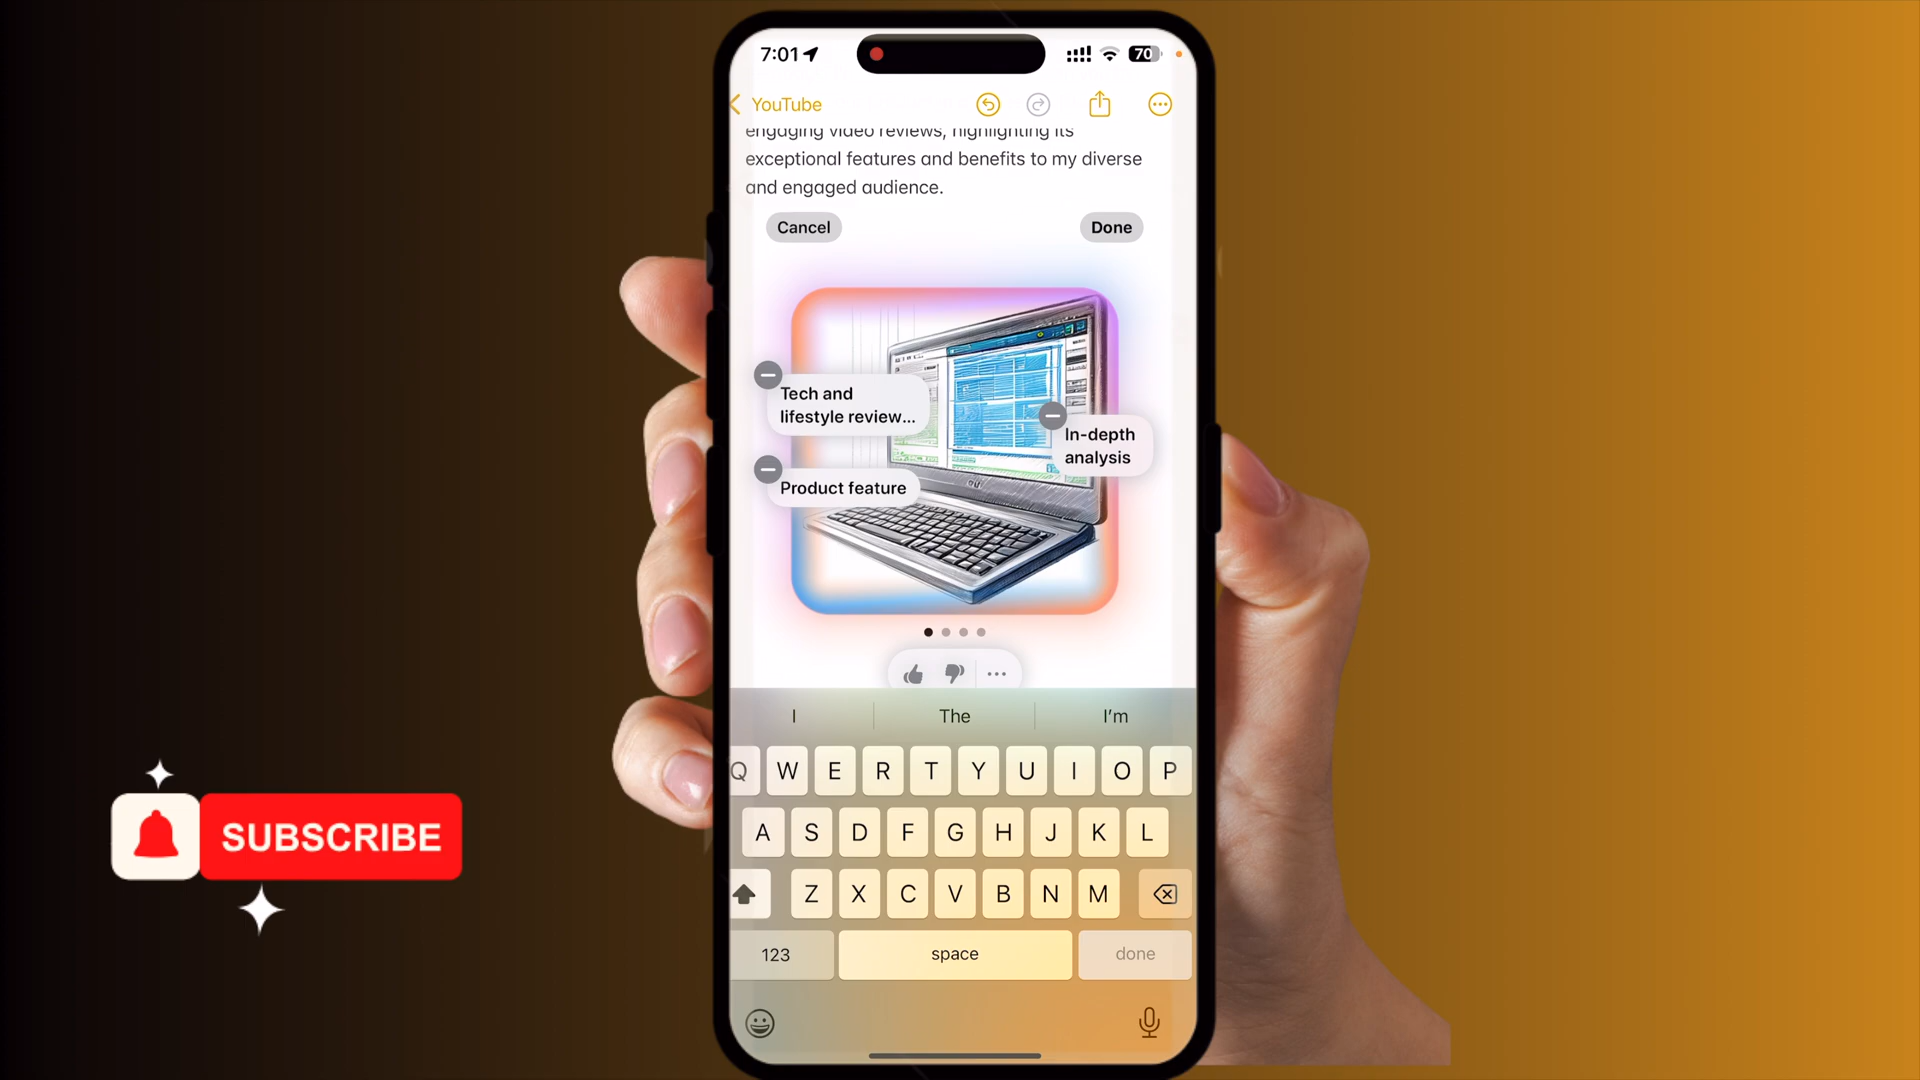 7:01
70
YouTube
engaging video reviews, highlighting its
exceptional features and benefits to my diverse
and engaged audience.
Cancel
Done
Tech and
lifestyle review...
In-depth
analysis
Product feature
I
The
I'm
Q W E R T Y U I O P
A S D F G H J K L
Z X C V B N M
123
space
done
SUBSCRIBE